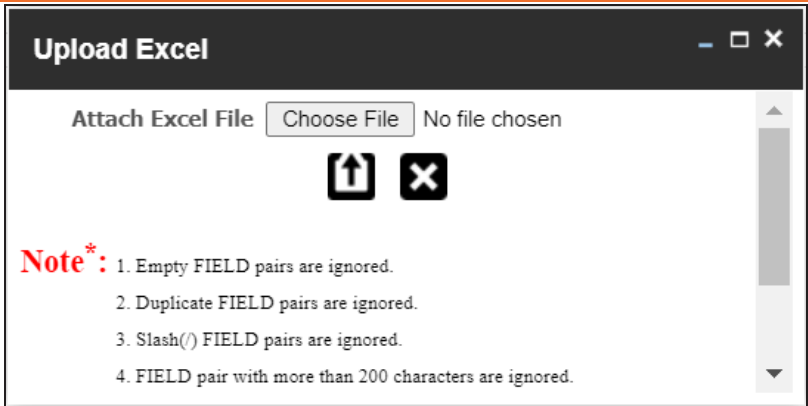 Upload Excel
Attach Excel File Choose File No file chosen
Note*: 1. Empty FIELD pairs are ignored.
2. Duplicate FIELD pairs are ignored.
3. Slash(/) FIELD pairs are ignored.
4. FIELD pair with more than 200 characters are ignored.